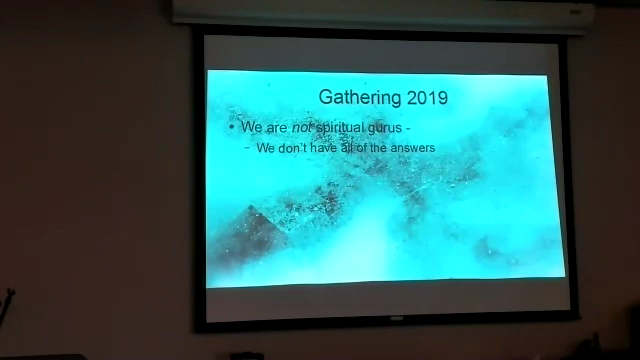 Gathering 2019
• We are not spiritual gurus -
– We don't have all of the answers